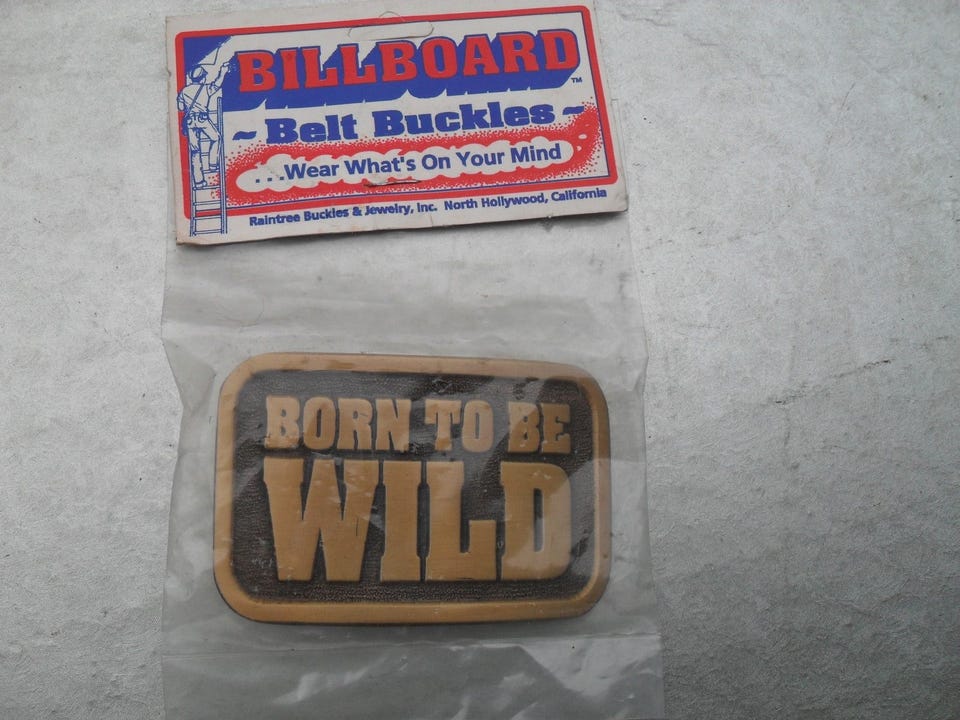 BILLBOARD
TM
~ Belt Buckles ~
...Wear What's On Your Mind
Raintree Buckles & Jewelry, Inc. North Hollywood, California
BORN TO BE
WILD